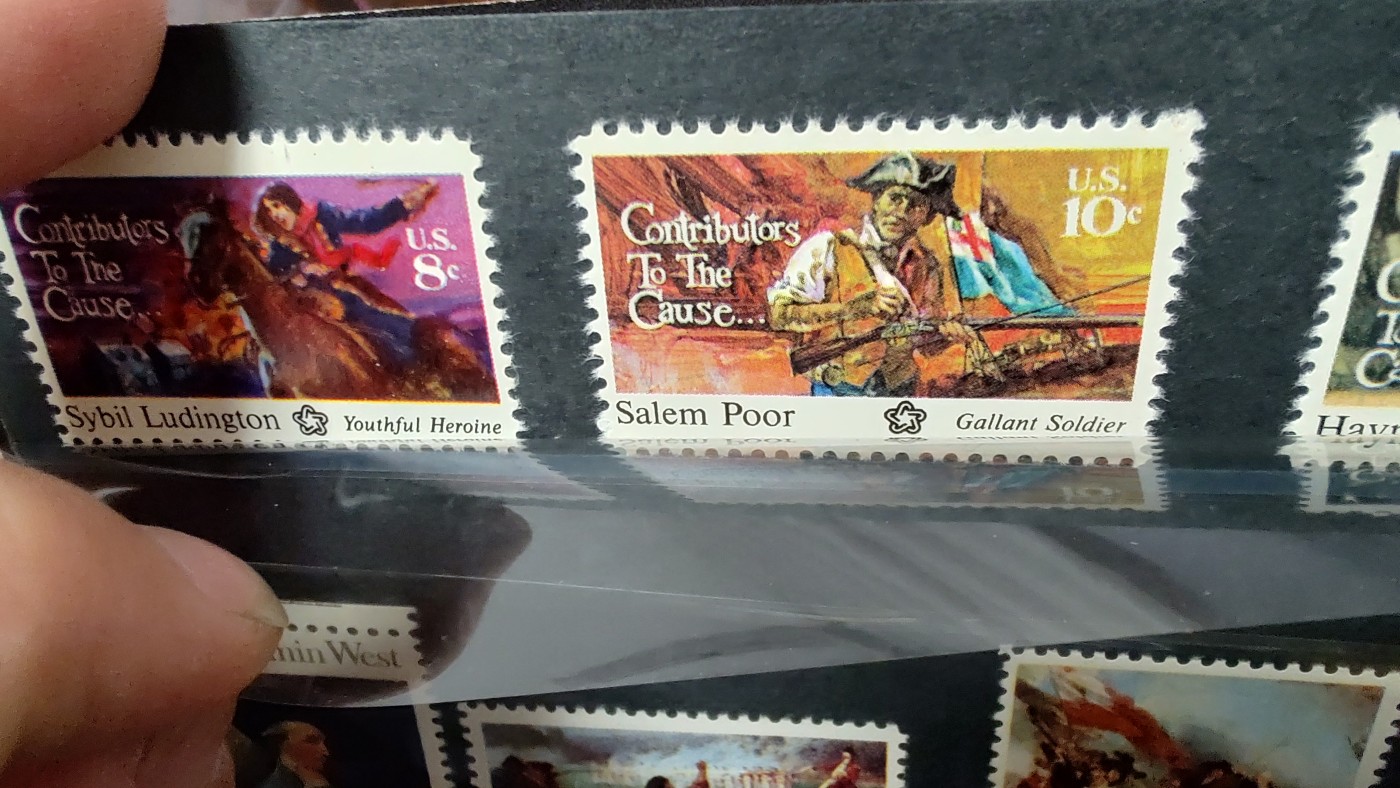 Contributors
To The
Cause...
U.S.
8c
Sybil Ludington
Youthful Heroine
Contributors
To The
Cause...
U.S.
10c
Salem Poor
Gallant Soldier
West